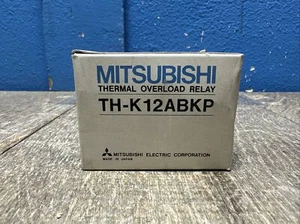 MITSUBISHI
THERMAL OVERLOAD RELAY
TH-K12ABKP
MITSUBISHI ELECTRIC CORPORATION
MADE IN JAPAN